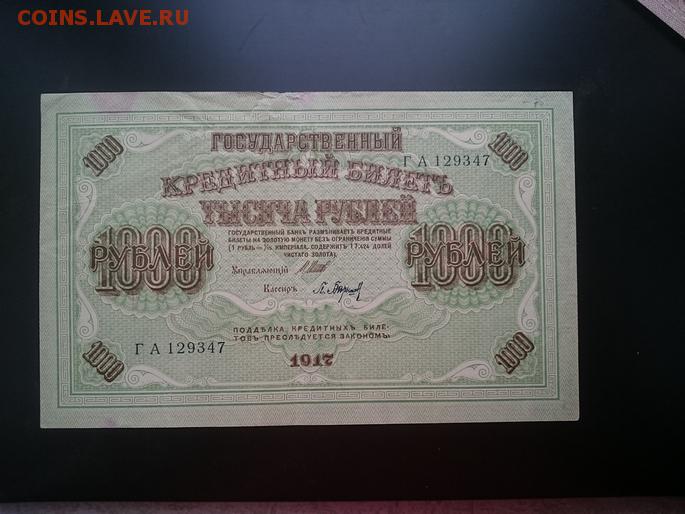 COINS.LAVE.RU
1000
1000
ГОСУДАРСТВЕННЫЙ
ГА 129347
КРЕДИТНЫЙ БИЛЕТЪ
ТЫСЯЧА РУБЛЕЙ
ГОСУДАРСТВЕННЫЙ БАНК РАЗМѢНИВАЕТЪ КРЕДИТНЫЕ
БИЛЕТЫ НА ЗОЛОТУЮ МОНЕТУ БЕЗЪ ОГРАНИЧЕНІЯ СУММЫ
(1 РУБЛЬ = 1/15 ИМПЕРІАЛА, СОДЕРЖИТЪ 17,424 ДОЛЕЙ
ЧИСТАГО ЗОЛОТА).
1000 РУБЛЕЙ
1000 РУБЛЕЙ
Управляющій
Кассиръ
ПОДДѢЛКА КРЕДИТНЫХЪ БИЛЕ-
ТОВЪ ПРЕСЛѢДУЕТСЯ ЗАКОНОМЪ
ГА 129347
1917
1000
1000